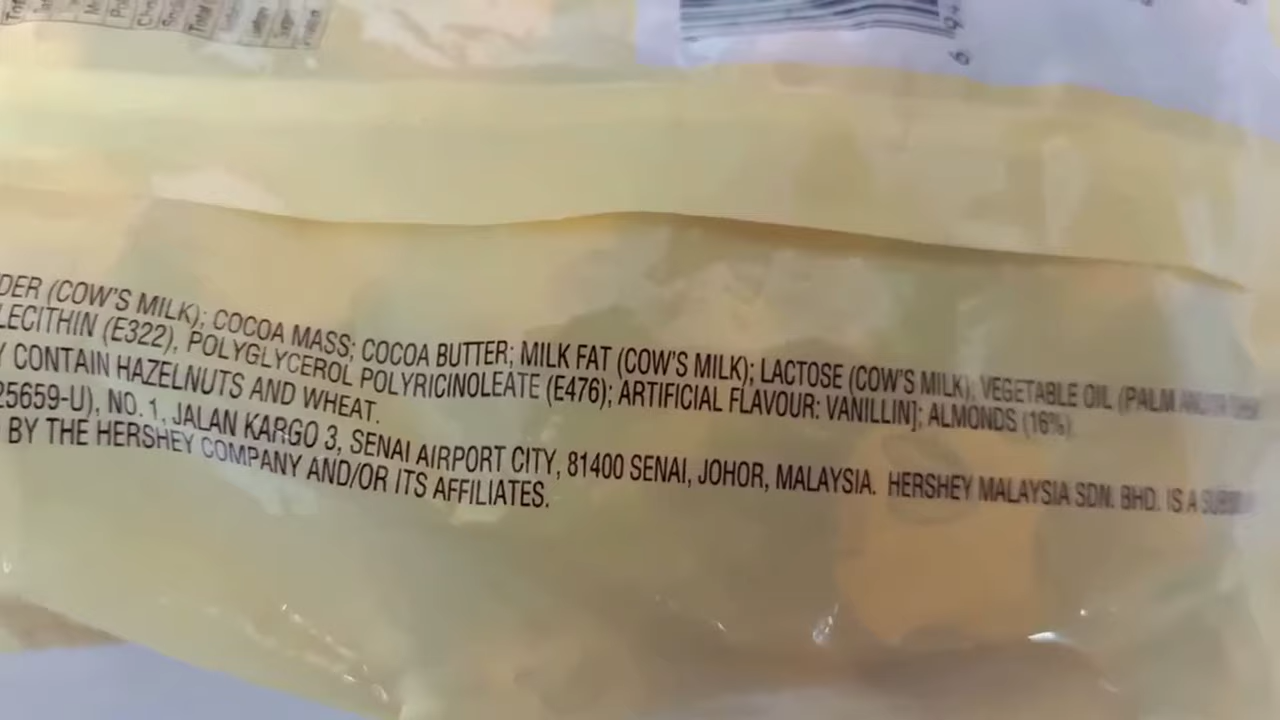 (COW'S MILK); COCOA MASS; COCOA BUTTER; MILK FAT (COW'S MILK); LACTOSE (COW'S MILK); VEGETABLE OIL (PALM
LECITHIN (E322), POLYGLYCEROL POLYRICINOLEATE (E476); ARTIFICIAL FLAVOUR: VANILLIN]; ALMONDS (16%)
CONTAIN HAZELNUTS AND WHEAT.
25659-U), NO. 1, JALAN KARGO 3, SENAI AIRPORT CITY, 81400 SENAI, JOHOR, MALAYSIA. HERSHEY MALAYSIA SDN. BHD. IS A
BY THE HERSHEY COMPANY AND/OR ITS AFFILIATES.